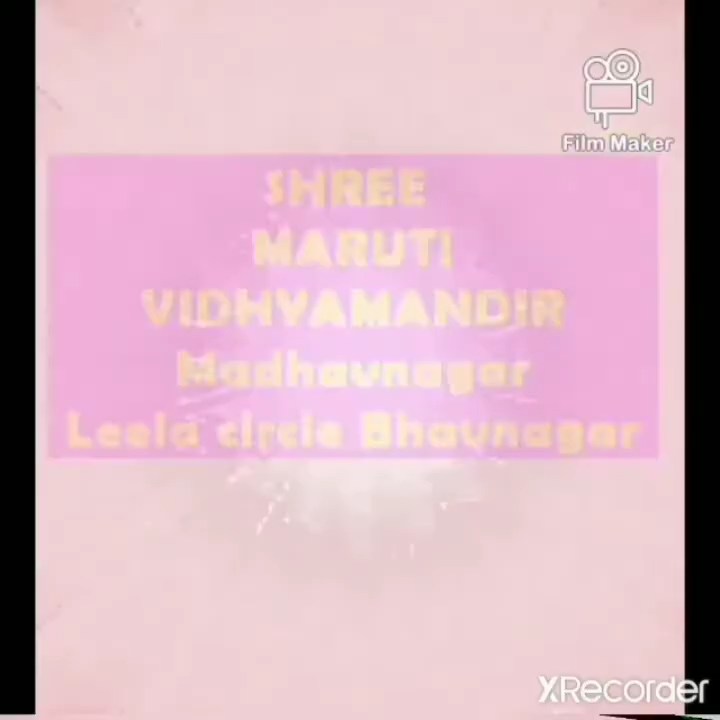 Film Maker
SHREE
MARUTI
VIDHYAMANDIR
Madhavnagar
Leela circle Bhavnagar
XRecorder